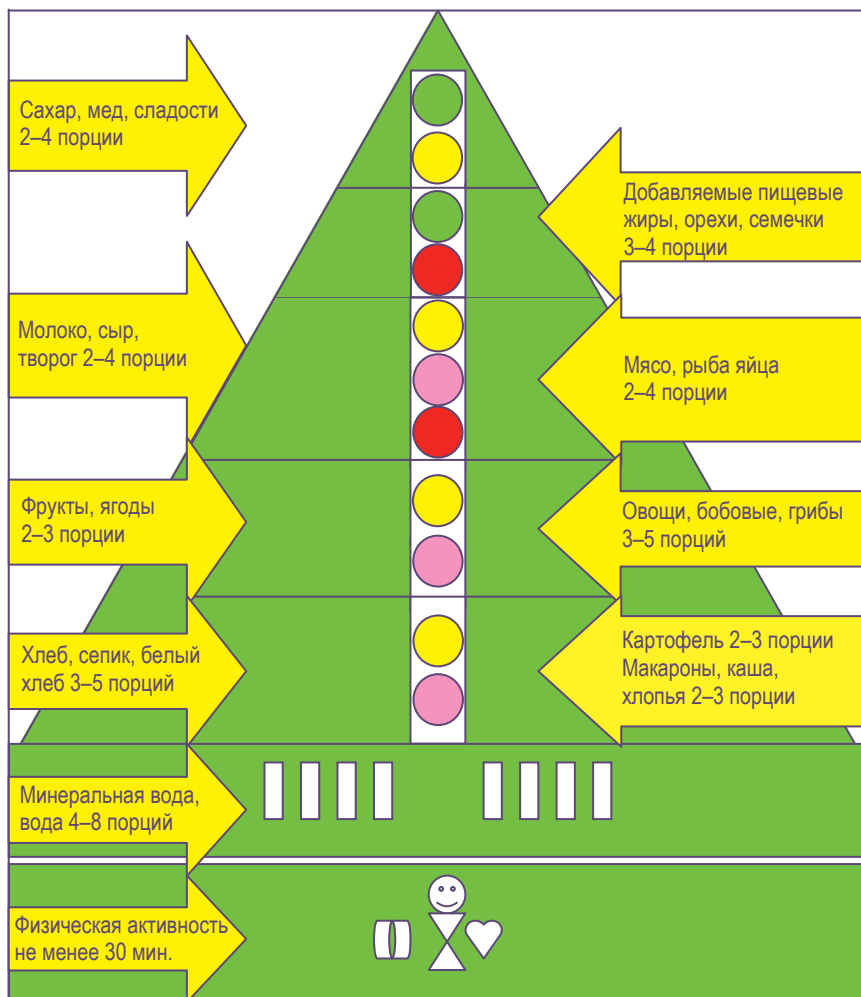 Сахар, мед, сладости
2–4 порции
Добавляемые пищевые
жиры, орехи, семечки
3–4 порции
Молоко, сыр,
творог 2–4 порции
Мясо, рыба яйца
2–4 порции
Фрукты, ягоды
2–3 порции
Овощи, бобовые, грибы
3–5 порций
Хлеб, сепик, белый
хлеб 3–5 порций
Картофель 2–3 порции
Макароны, каша,
хлопья 2–3 порции
Минеральная вода,
вода 4–8 порций
Физическая активность
не менее 30 мин.